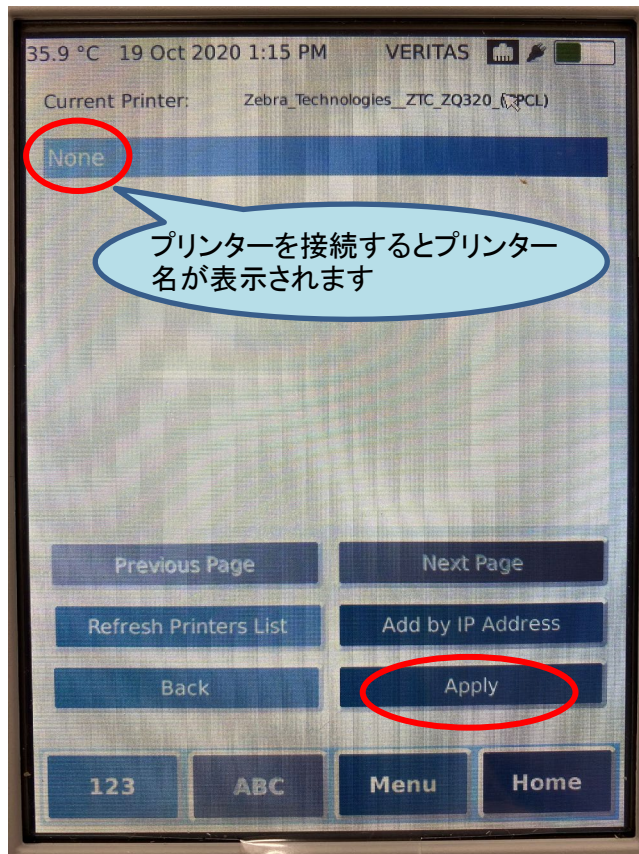 35.9 °C 19 Oct 2020 1:15 PM VERITAS
Current Printer: Zebra_Technologies__ZTC_ZQ320_(CPCL)
None
プリンターを接続するとプリンター
名が表示されます
Previous Page Next Page
Refresh Printers List Add by IP Address
Back Apply
123 ABC Menu Home